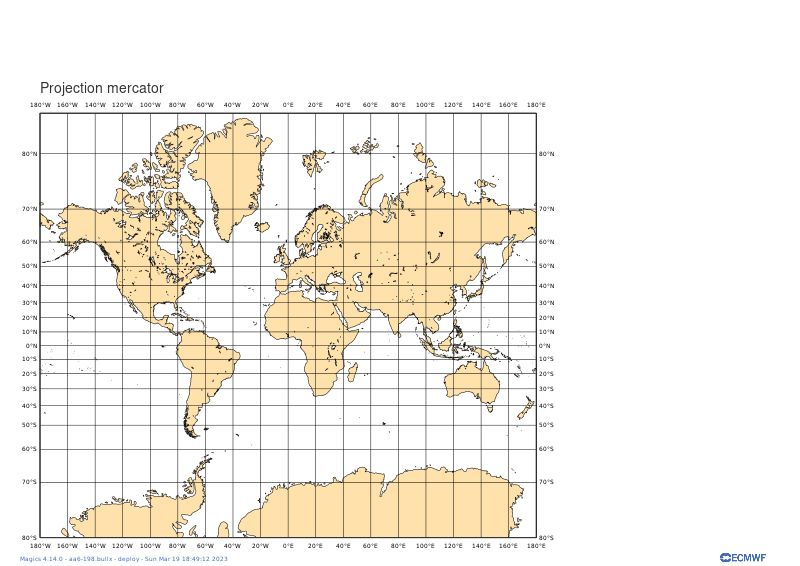 Projection mercator
180°W 160°W 140°W 120°W 100°W 80°W 60°W 40°W 20°W 0°E 20°E 40°E 60°E 80°E 100°E 120°E 140°E 160°E 180°E
80°N 80°N
70°N 70°N
60°N 60°N
50°N 50°N
40°N 40°N
30°N 30°N
20°N 20°N
10°N 10°N
0°N 0°N
10°S 10°S
20°S 20°S
30°S 30°S
40°S 40°S
50°S 50°S
60°S 60°S
70°S 70°S
80°S 80°S
180°W 160°W 140°W 120°W 100°W 80°W 60°W 40°W 20°W 0°E 20°E 40°E 60°E 80°E 100°E 120°E 140°E 160°E 180°E
Magics 4.14.0 - aa6-198.bullx - deploy - Sun Mar 19 18:49:12 2023
ECMWF